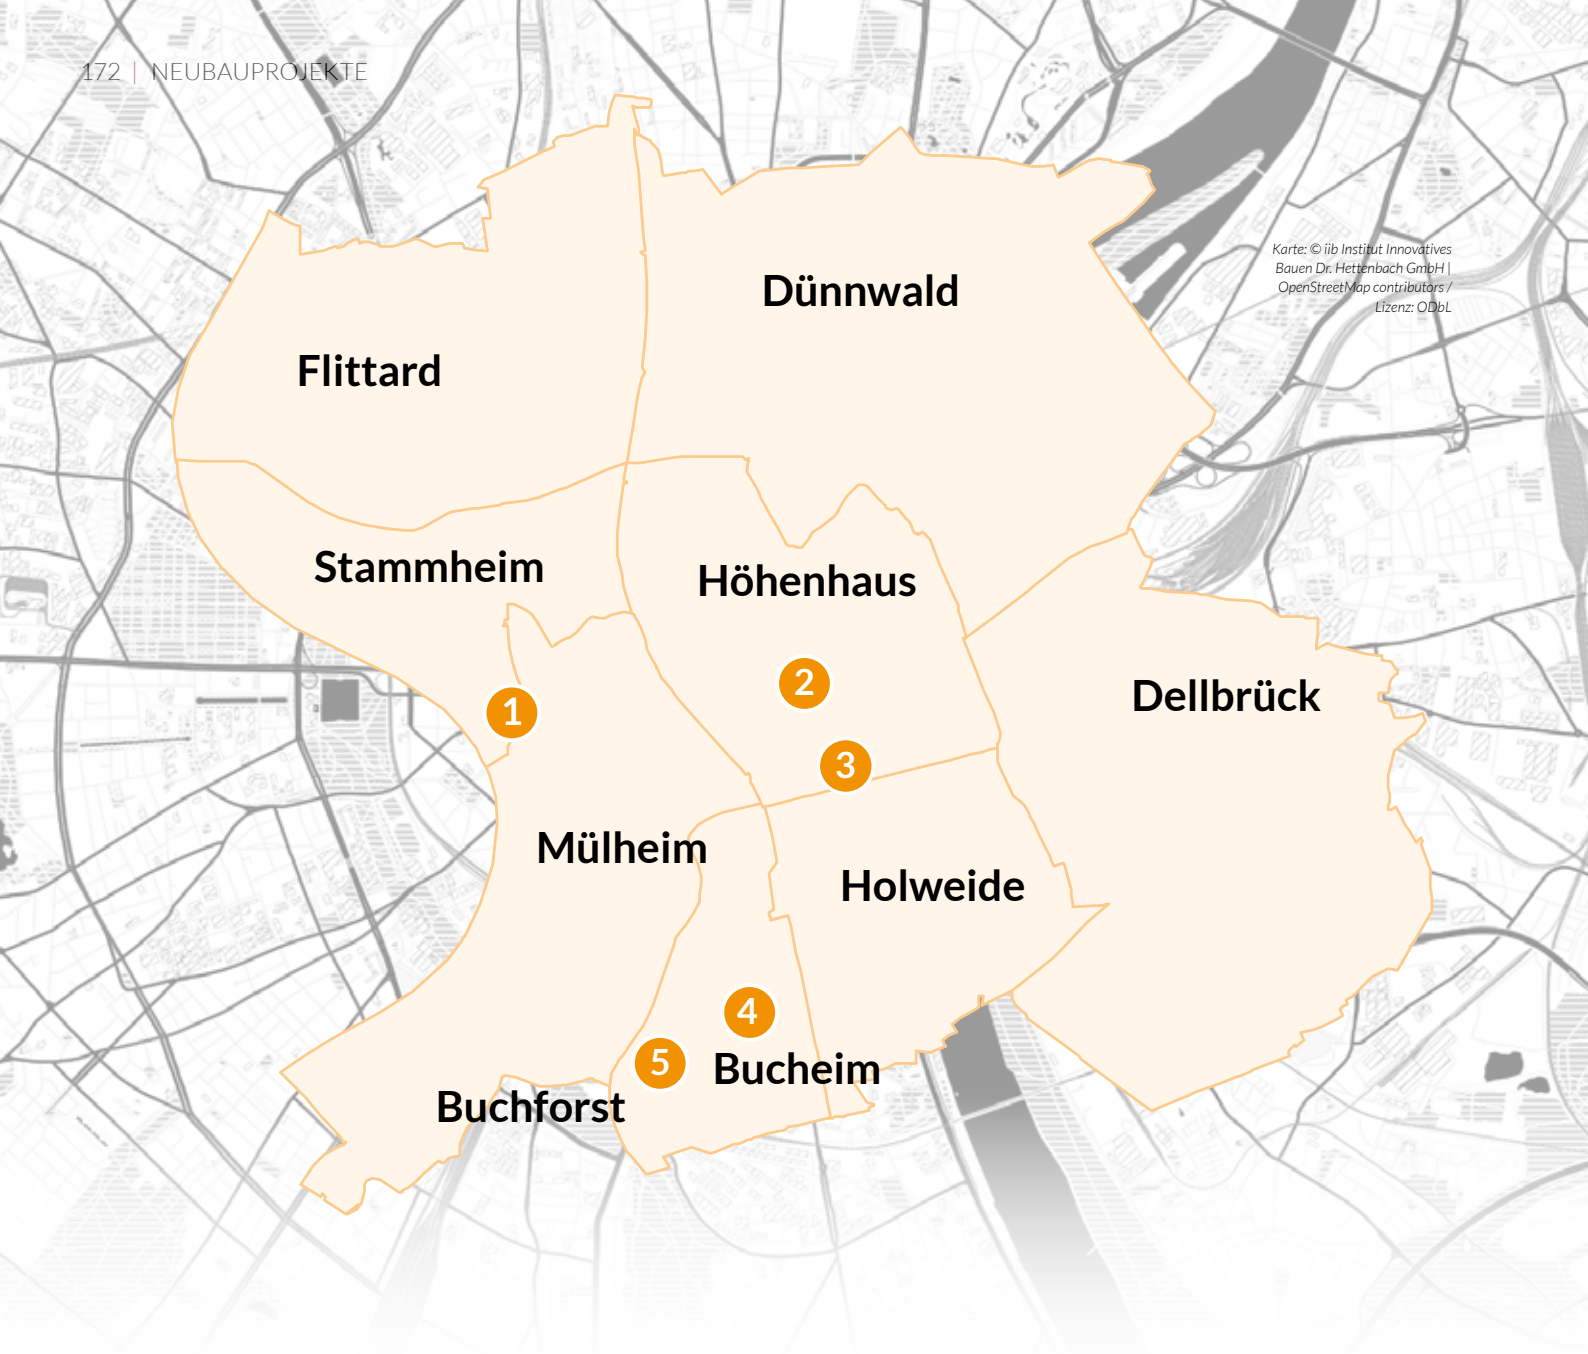 172 | NEUBAUPROJEKTE
Karte: © iib Institut Innovatives
Bauen Dr. Hettenbach GmbH |
OpenStreetMap contributors /
Lizenz: ODbL
Dünnwald
Flittard
Stammheim
Höhenhaus
2
Dellbrück
1
3
Mülheim
Holweide
4
5
Bucheim
Buchforst